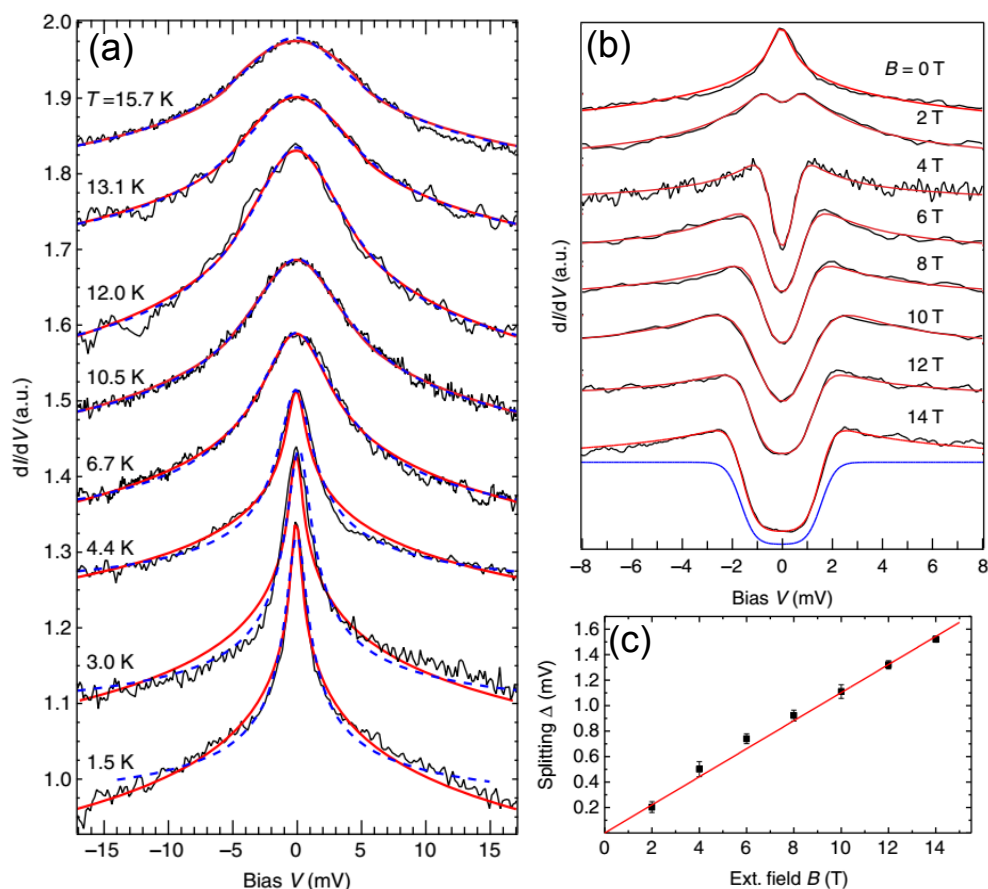 (a)
2.0
1.9
1.8
1.7
1.6
1.5
1.4
1.3
1.2
1.1
1.0
dI/dV (a.u.)
T=15.7 K
13.1 K
12.0 K
10.5 K
6.7 K
4.4 K
3.0 K
1.5 K
−15 −10 −5 0 5 10 15
Bias V (mV)
(b)
dI/dV (a.u.)
B = 0 T
2 T
4 T
6 T
8 T
10 T
12 T
14 T
−8 −6 −4 −2 0 2 4 6 8
Bias V (mV)
(c)
Splitting Δ (mV)
1.6
1.4
1.2
1.0
0.8
0.6
0.4
0.2
0 2 4 6 8 10 12 14
Ext. field B (T)